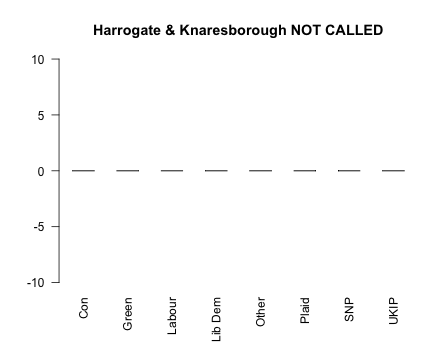 Harrogate & Knaresborough NOT CALLED
10
5
0
-5
-10
Con
Green
Labour
Lib Dem
Other
Plaid
SNP
UKIP